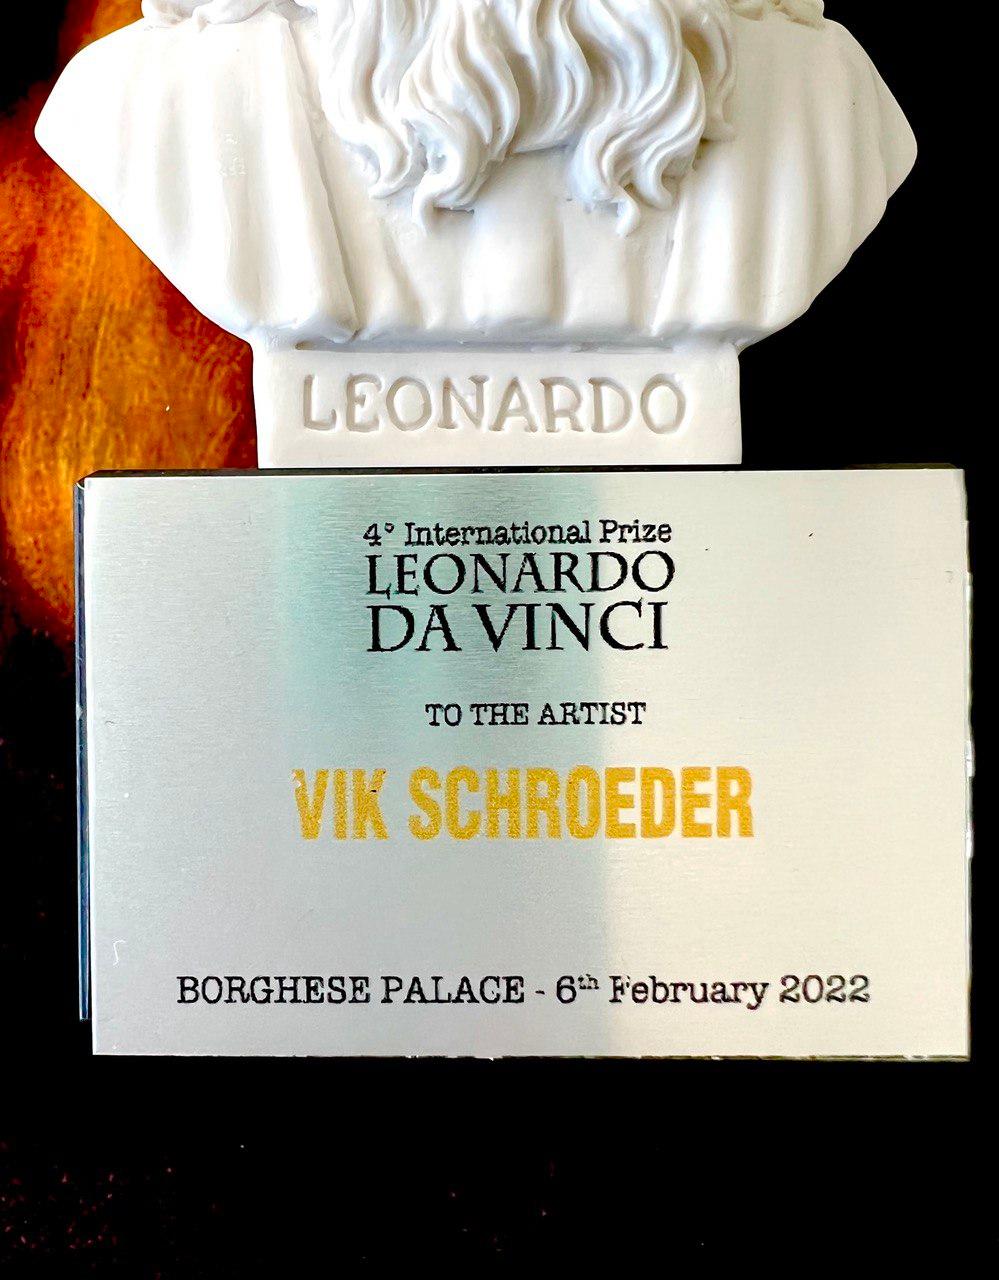 LEONARDO
4° International Prize
LEONARDO
DA VINCI
TO THE ARTIST
VIK SCHROEDER
BORGHESE PALACE - 6th February 2022